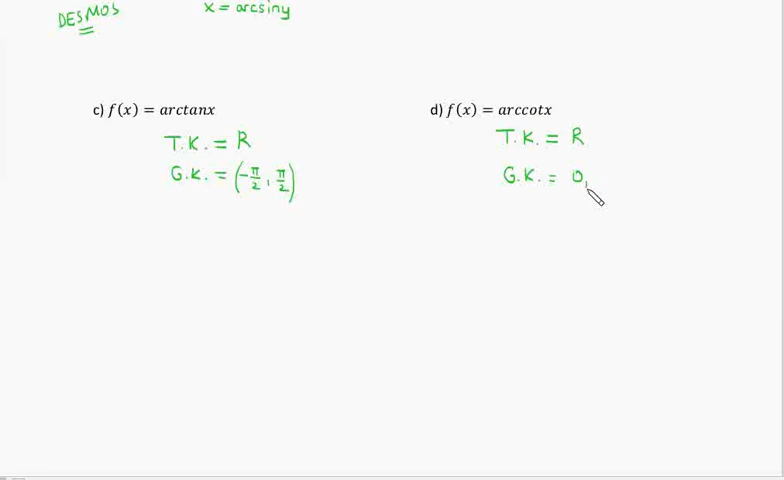 DESMOS
x = arcsiny
c) f(x) = arctanx
T.K. = R
G.K. = (-π/2, π/2)
d) f(x) = arccotx
T.K. = R
G.K. = 0,